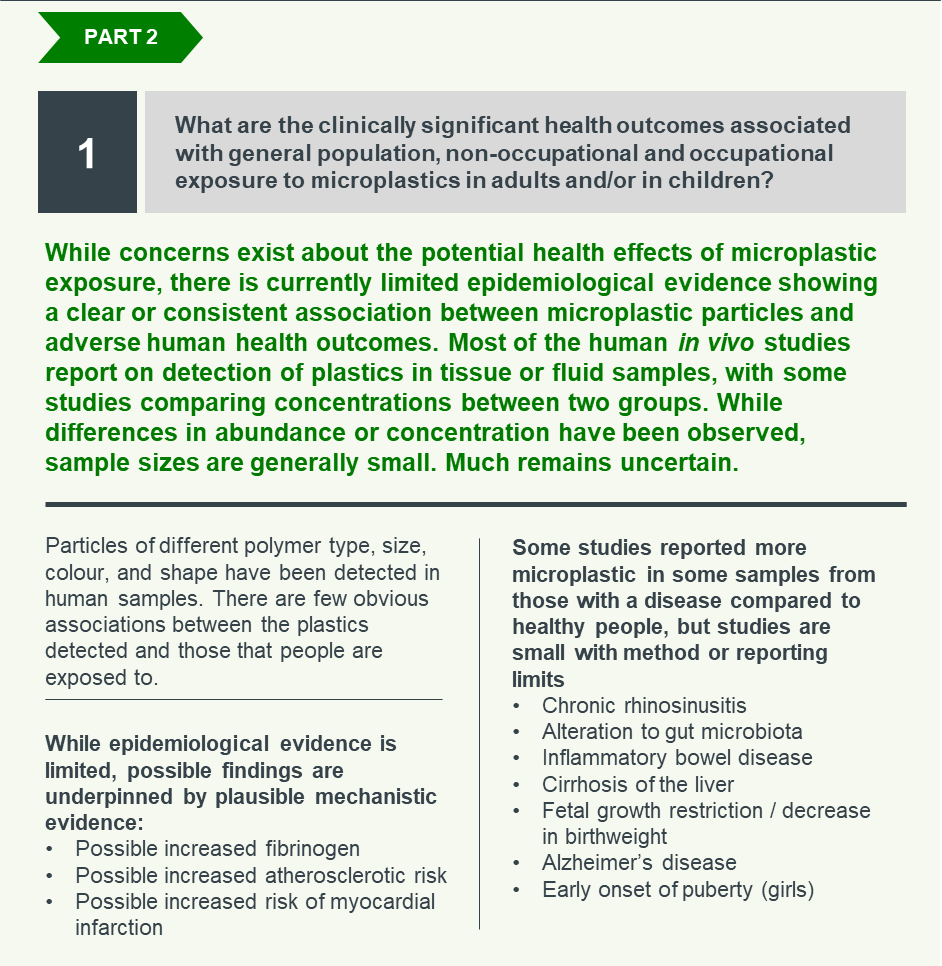 PART 2
1
What are the clinically significant health outcomes associated
with general population, non-occupational and occupational
exposure to microplastics in adults and/or in children?
While concerns exist about the potential health effects of microplastic
exposure, there is currently limited epidemiological evidence showing
a clear or consistent association between microplastic particles and
adverse human health outcomes. Most of the human in vivo studies
report on detection of plastics in tissue or fluid samples, with some
studies comparing concentrations between two groups. While
differences in abundance or concentration have been observed,
sample sizes are generally small. Much remains uncertain.
Particles of different polymer type, size,
colour, and shape have been detected in
human samples. There are few obvious
associations between the plastics
detected and those that people are
exposed to.
While epidemiological evidence is
limited, possible findings are
underpinned by plausible mechanistic
evidence:
• Possible increased fibrinogen
• Possible increased atherosclerotic risk
• Possible increased risk of myocardial
infarction
Some studies reported more
microplastic in some samples from
those with a disease compared to
healthy people, but studies are
small with method or reporting
limits
• Chronic rhinosinusitis
• Alteration to gut microbiota
• Inflammatory bowel disease
• Cirrhosis of the liver
• Fetal growth restriction / decrease
in birthweight
• Alzheimer's disease
• Early onset of puberty (girls)